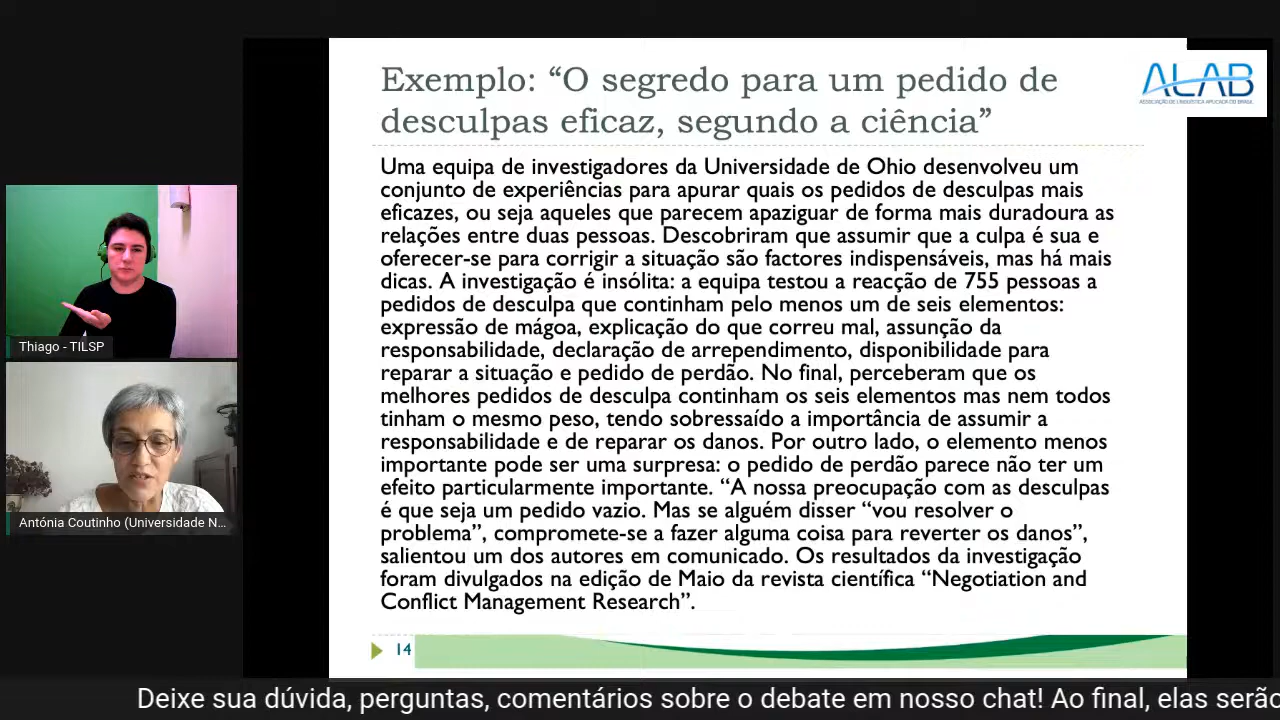 Exemplo: “O segredo para um pedido de
desculpas eficaz, segundo a ciência”
ALAB
ASSOCIAÇÃO DE LINGUÍSTICA APLICADA DO BRASIL
Uma equipa de investigadores da Universidade de Ohio desenvolveu um
conjunto de experiências para apurar quais os pedidos de desculpas mais
eficazes, ou seja aqueles que parecem apaziguar de forma mais duradoura as
relações entre duas pessoas. Descobriram que assumir que a culpa é sua e
oferecer-se para corrigir a situação são factores indispensáveis, mas há mais
dicas. A investigação é insólita: a equipa testou a reacção de 755 pessoas a
pedidos de desculpa que continham pelo menos um de seis elementos:
expressão de mágoa, explicação do que correu mal, assunção da
responsabilidade, declaração de arrependimento, disponibilidade para
reparar a situação e pedido de perdão. No final, perceberam que os
melhores pedidos de desculpa continham os seis elementos mas nem todos
tinham o mesmo peso, tendo sobressaído a importância de assumir a
responsabilidade e de reparar os danos. Por outro lado, o elemento menos
importante pode ser uma surpresa: o pedido de perdão parece não ter um
efeito particularmente importante. “A nossa preocupação com as desculpas
é que seja um pedido vazio. Mas se alguém disser “vou resolver o
problema”, compromete-se a fazer alguma coisa para reverter os danos”,
salientou um dos autores em comunicado. Os resultados da investigação
foram divulgados na edição de Maio da revista científica “Negotiation and
Conflict Management Research”.
14
Thiago - TILSP
Antónia Coutinho (Universidade N...
Deixe sua dúvida, perguntas, comentários sobre o debate em nosso chat! Ao final, elas serão